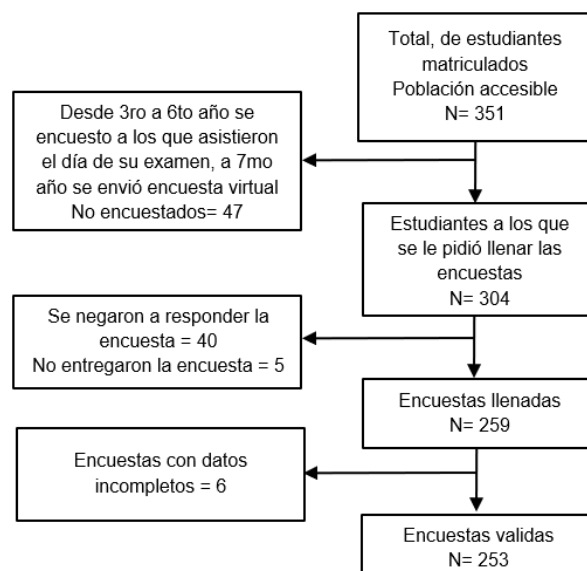 Total, de estudiantes
matriculados
Población accesible
N= 351
Desde 3ro a 6to año se
encuesto a los que asistieron
el día de su examen, a 7mo
año se envió encuesta virtual
No encuestados= 47
Estudiantes a los que
se le pidió llenar las
encuestas
N= 304
Se negaron a responder la
encuesta = 40
No entregaron la encuesta = 5
Encuestas llenadas
N= 259
Encuestas con datos
incompletos = 6
Encuestas validas
N= 253